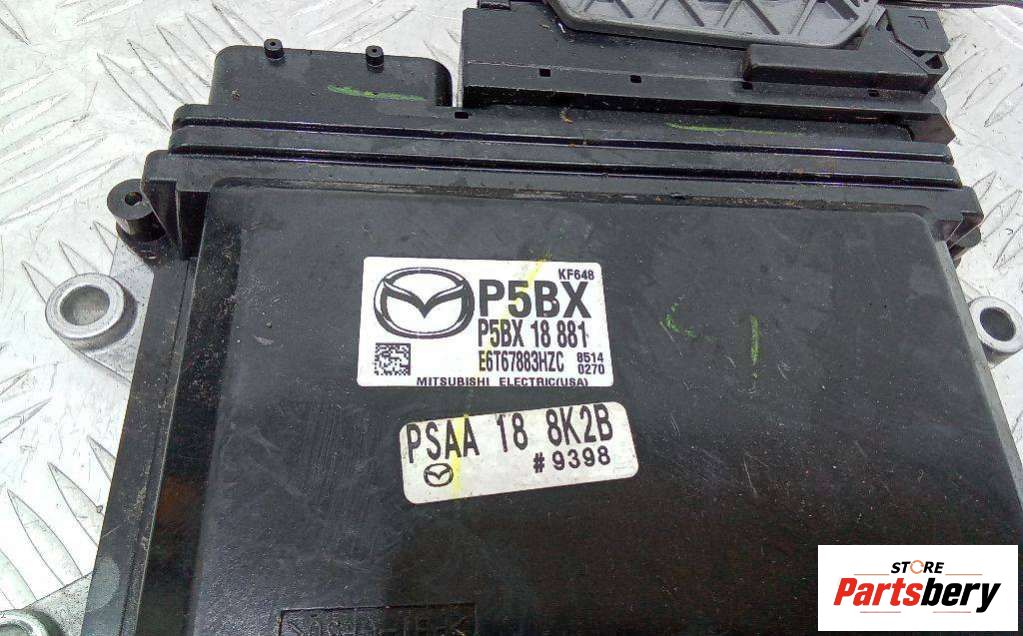 KF648
P5BX
P5BX 18 881
E6T67883HZC 8514
0270
MITSUBISHI ELECTRIC(USA)
PSAA 18 8K2B
#9398
STORE
Partsbery